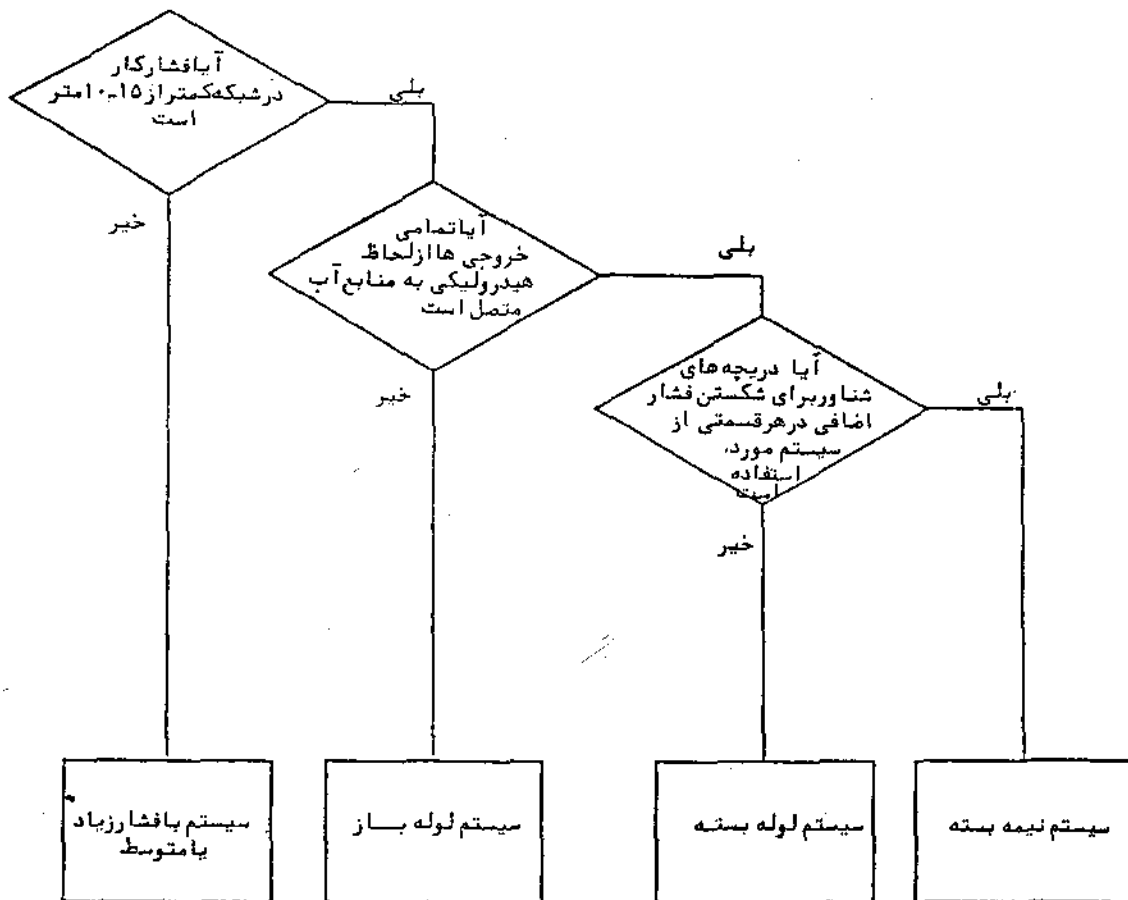 آیا فشار کار
در شبکه کمتر از ۱۵-۱۰ متر
است
بلی
خیر
آیا تمامی
خروجی ها از لحاظ
هیدرولیکی به منابع آب
متصل است
بلی
خیر
آیا دریچه های
شناور برای شکستن فشار
اضافی در هر قسمتی از
سیستم مورد
استفاده
است
بلی
خیر
سیستم با فشار زیاد
یا متوسط
سیستم لوله باز
سیستم لوله بسته
سیستم نیمه بسته